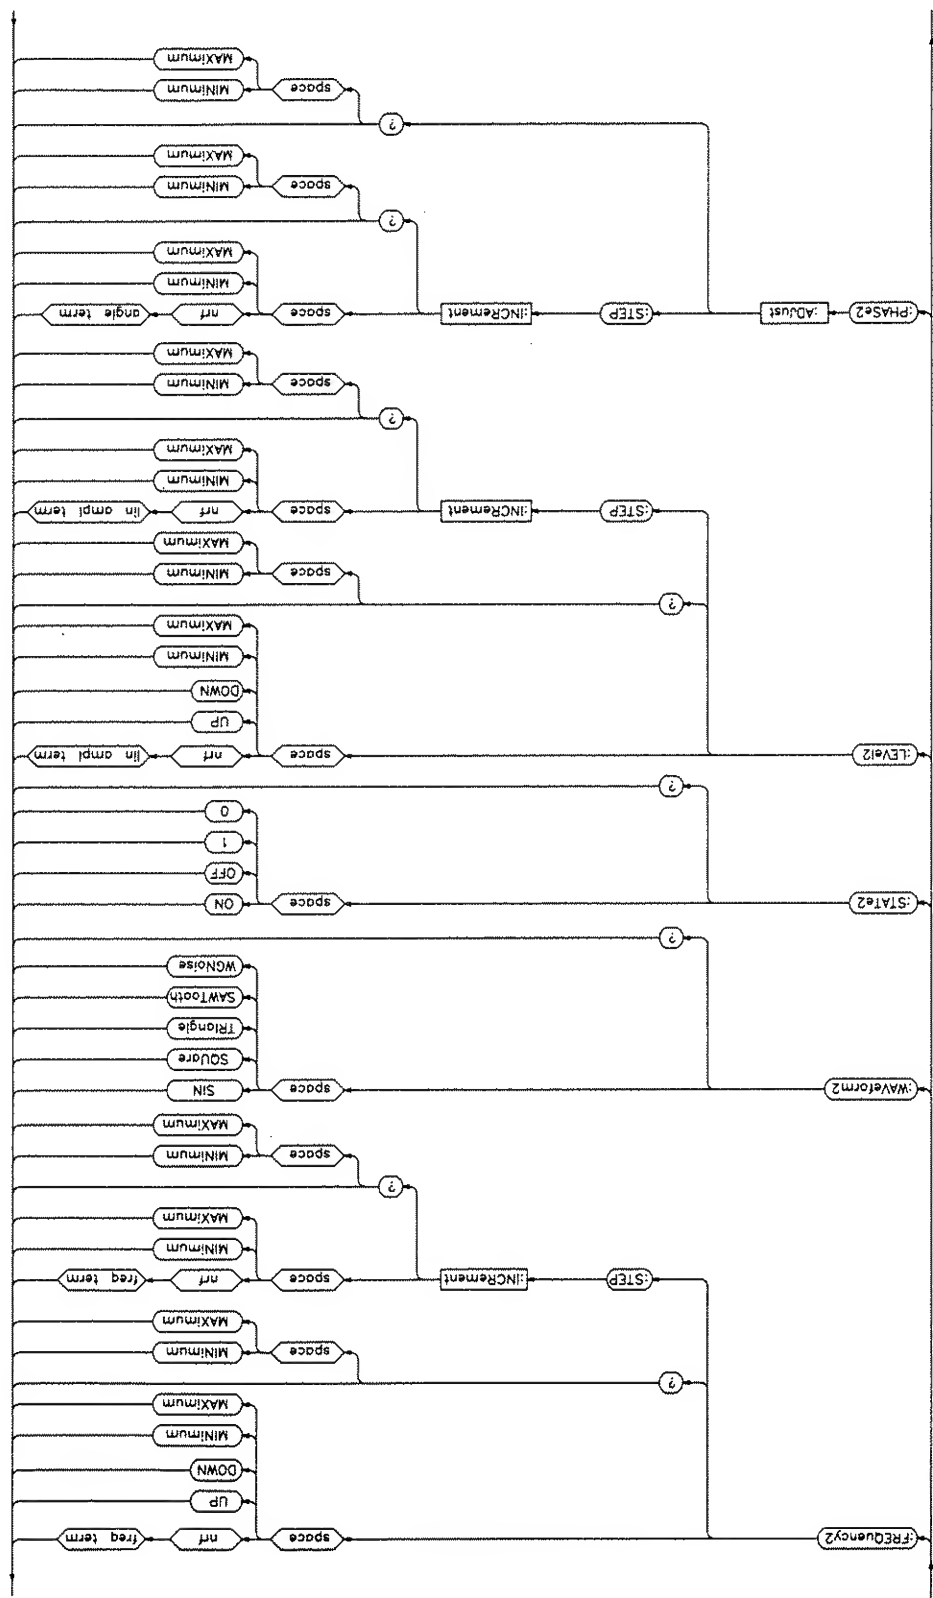 :FREQuency2 space nrf freq term
UP
DOWN
MINimum
MAXimum
?
space MINimum
MAXimum
:STEP :INCRement space nrf freq term
MINimum
MAXimum
?
space MINimum
MAXimum
:WAVeform2 space SIN
SQUare
TRIangle
SAWTooth
WGNoise
?
:STATe2 space ON
OFF
1
0
?
:LEVel2 space nrf lin ampl term
UP
DOWN
MINimum
MAXimum
?
space MINimum
MAXimum
:STEP :INCRement space nrf lin ampl term
MINimum
MAXimum
?
space MINimum
MAXimum
:PHASe2 :ADJust :STEP :INCRement space nrf angle term
MINimum
MAXimum
?
space MINimum
MAXimum
?
space MINimum
MAXimum